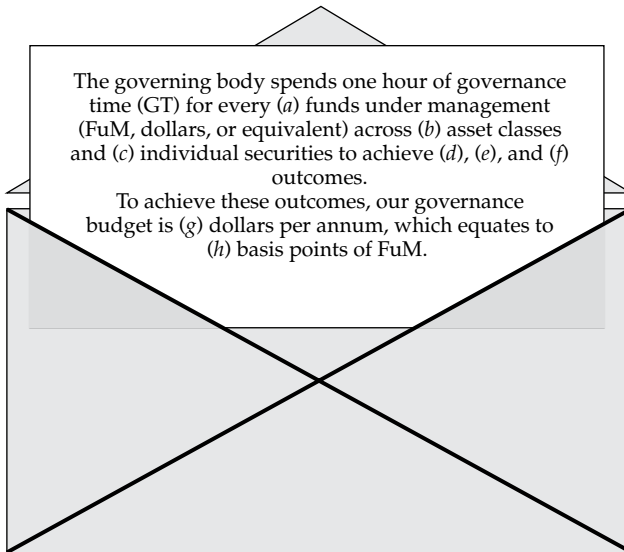 The governing body spends one hour of governance
time (GT) for every (a) funds under management
(FuM, dollars, or equivalent) across (b) asset classes
and (c) individual securities to achieve (d), (e), and (f)
outcomes.
To achieve these outcomes, our governance
budget is (g) dollars per annum, which equates to
(h) basis points of FuM.